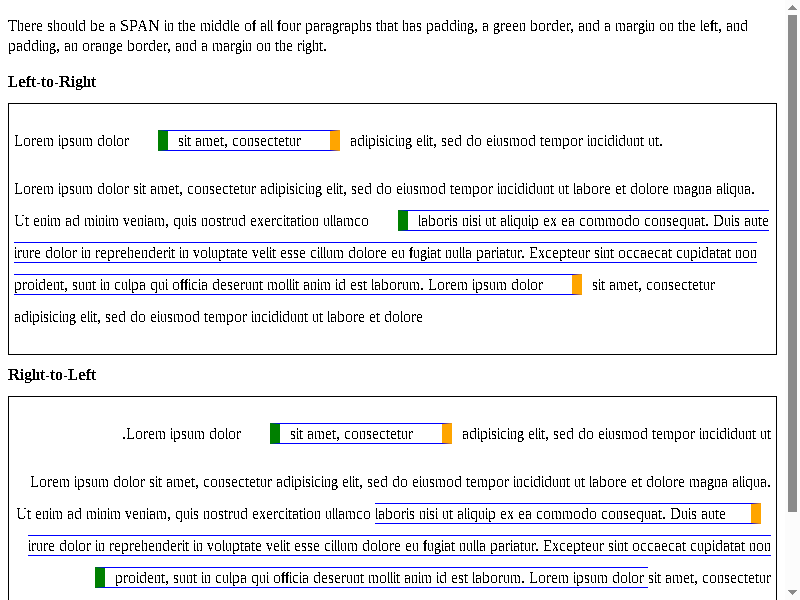 There should be a SPAN in the middle of all four paragraphs that has padding, a green border, and a margin on the left, and
padding, an orange border, and a margin on the right.
Left-to-Right
Lorem ipsum dolor sit amet, consectetur adipisicing elit, sed do eiusmod tempor incididunt ut.
Lorem ipsum dolor sit amet, consectetur adipisicing elit, sed do eiusmod tempor incididunt ut labore et dolore magna aliqua.
Ut enim ad minim veniam, quis nostrud exercitation ullamco laboris nisi ut aliquip ex ea commodo consequat. Duis aute
irure dolor in reprehenderit in voluptate velit esse cillum dolore eu fugiat nulla pariatur. Excepteur sint occaecat cupidatat non
proident, sunt in culpa qui officia deserunt mollit anim id est laborum. Lorem ipsum dolor sit amet, consectetur
adipisicing elit, sed do eiusmod tempor incididunt ut labore et dolore
Right-to-Left
.Lorem ipsum dolor sit amet, consectetur adipisicing elit, sed do eiusmod tempor incididunt ut
Lorem ipsum dolor sit amet, consectetur adipisicing elit, sed do eiusmod tempor incididunt ut labore et dolore magna aliqua.
Ut enim ad minim veniam, quis nostrud exercitation ullamco laboris nisi ut aliquip ex ea commodo consequat. Duis aute
irure dolor in reprehenderit in voluptate velit esse cillum dolore eu fugiat nulla pariatur. Excepteur sint occaecat cupidatat non
proident, sunt in culpa qui officia deserunt mollit anim id est laborum. Lorem ipsum dolor sit amet, consectetur